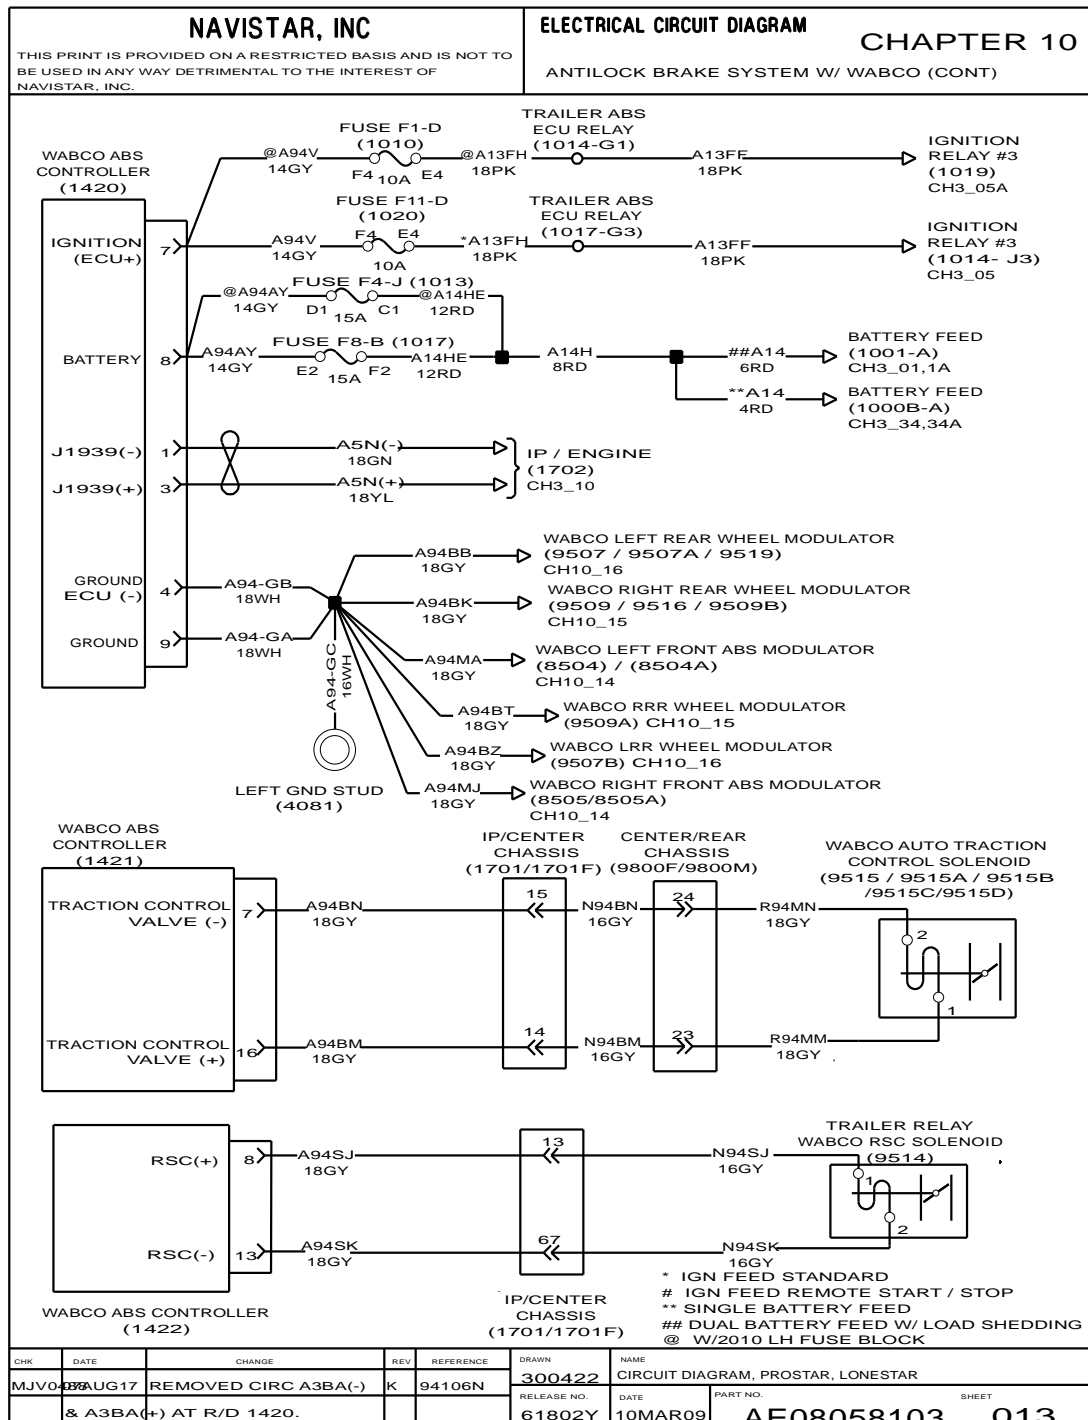 NAVISTAR, INC
THIS PRINT IS PROVIDED ON A RESTRICTED BASIS AND IS NOT TO
BE USED IN ANY WAY DETRIMENTAL TO THE INTEREST OF
NAVISTAR, INC.
ELECTRICAL CIRCUIT DIAGRAM
CHAPTER 10
ANTILOCK BRAKE SYSTEM W/ WABCO (CONT)
WABCO ABS
CONTROLLER
(1420)
IGNITION
(ECU+)
7
BATTERY
8
J1939(-)
1
J1939(+)
3
GROUND
ECU (-)
4
GROUND
9
@A94V
14GY
FUSE F1-D
(1010)
F4 10A E4
@A13FH
18PK
TRAILER ABS
ECU RELAY
(1014-G1)
A13FF
18PK
IGNITION
RELAY #3
(1019)
CH3_05A
A94V
14GY
FUSE F11-D
(1020)
F4 E4
10A
*A13FH
18PK
TRAILER ABS
ECU RELAY
(1017-G3)
A13FF
18PK
IGNITION
RELAY #3
(1014- J3)
CH3_05
@A94AY
14GY
FUSE F4-J (1013)
D1 15A C1
@A14HE
12RD
A94AY
14GY
FUSE F8-B (1017)
E2 15A F2
A14HE
12RD
A14H
8RD
##A14
6RD
BATTERY FEED
(1001-A)
CH3_01,1A
**A14
4RD
BATTERY FEED
(1000B-A)
CH3_34,34A
A5N(-)
18GN
A5N(+)
18YL
IP / ENGINE
(1702)
CH3_10
A94-GB
18WH
A94-GA
18WH
A94-GC
16WH
LEFT GND STUD
(4081)
A94BB
18GY
WABCO LEFT REAR WHEEL MODULATOR
(9507 / 9507A / 9519)
CH10_16
A94BK
18GY
WABCO RIGHT REAR WHEEL MODULATOR
(9509 / 9516 / 9509B)
CH10_15
A94MA
18GY
WABCO LEFT FRONT ABS MODULATOR
(8504) / (8504A)
CH10_14
A94BT
18GY
WABCO RRR WHEEL MODULATOR
(9509A) CH10_15
A94BZ
18GY
WABCO LRR WHEEL MODULATOR
(9507B) CH10_16
A94MJ
18GY
WABCO RIGHT FRONT ABS MODULATOR
(8505/8505A)
CH10_14
WABCO ABS
CONTROLLER
(1421)
TRACTION CONTROL
VALVE (-)
7
TRACTION CONTROL
VALVE (+)
16
A94BN
18GY
A94BM
18GY
IP/CENTER
CHASSIS
(1701/1701F)
15
14
N94BN
16GY
N94BM
16GY
CENTER/REAR
CHASSIS
(9800F/9800M)
24
23
R94MN
18GY
R94MM
18GY
WABCO AUTO TRACTION
CONTROL SOLENOID
(9515 / 9515A / 9515B
/9515C/9515D)
2
1
RSC(+)
8
RSC(-)
13
WABCO ABS CONTROLLER
(1422)
A94SJ
18GY
A94SK
18GY
13
67
IP/CENTER
CHASSIS
(1701/1701F)
N94SJ
16GY
N94SK
16GY
TRAILER RELAY
WABCO RSC SOLENOID
(9514)
1
2
* IGN FEED STANDARD
# IGN FEED REMOTE START / STOP
** SINGLE BATTERY FEED
## DUAL BATTERY FEED W/ LOAD SHEDDING
@ W/2010 LH FUSE BLOCK
CHK DATE CHANGE REV REFERENCE
AUG17 REMOVED CIRC A3BA(-) K 94106N
& A3BA(+) AT R/D 1420.
DRAWN
300422
NAME
CIRCUIT DIAGRAM, PROSTAR, LONESTAR
RELEASE NO.
61802Y
DATE
10MAR09
PART NO.
AE08058103
SHEET
013